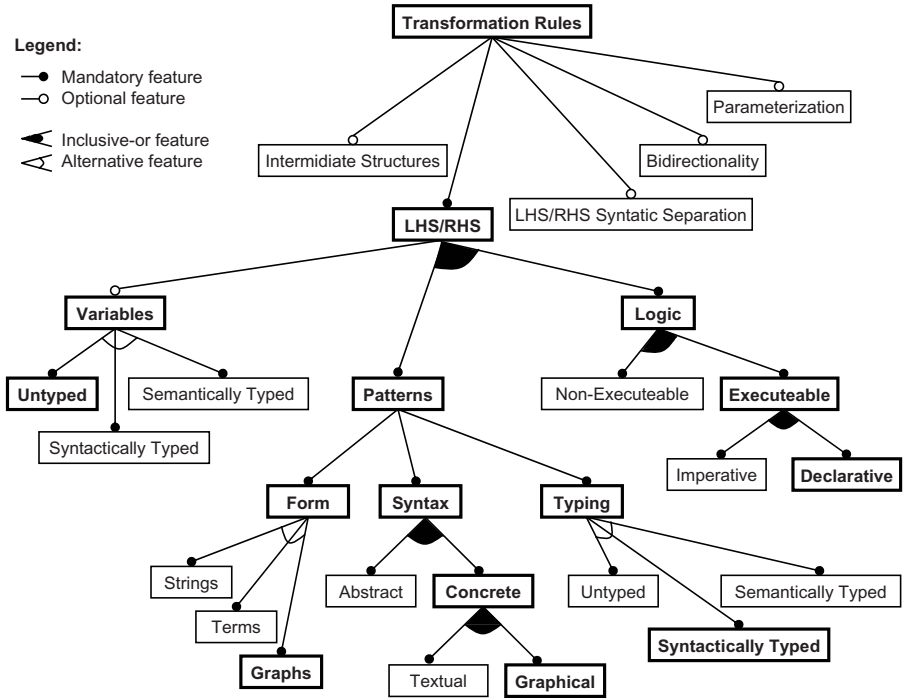 Transformation Rules
Legend:
Mandatory feature
Optional feature
Inclusive-or feature
Alternative feature
Parameterization
Intermidiate Structures
Bidirectionality
LHS/RHS Syntatic Separation
LHS/RHS
Variables
Logic
Untyped
Semantically Typed
Patterns
Non-Executeable
Executeable
Syntactically Typed
Imperative
Declarative
Form
Syntax
Typing
Strings
Abstract
Concrete
Untyped
Semantically Typed
Terms
Syntactically Typed
Graphs
Textual
Graphical